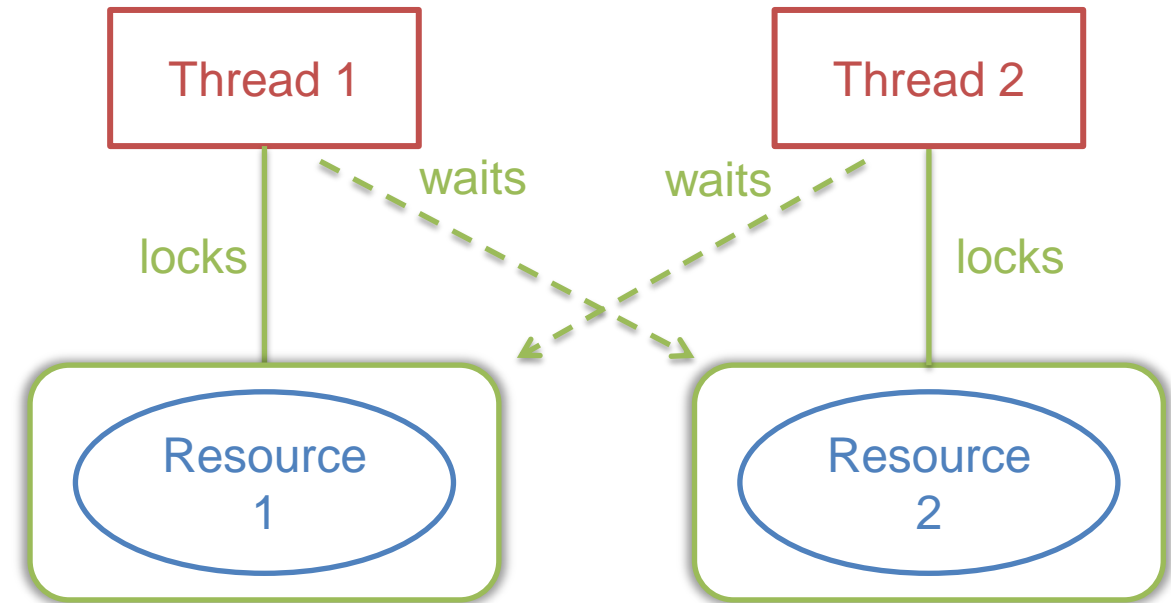 Thread 1
Thread 2
waits
waits
locks
locks
Resource
1
Resource
2